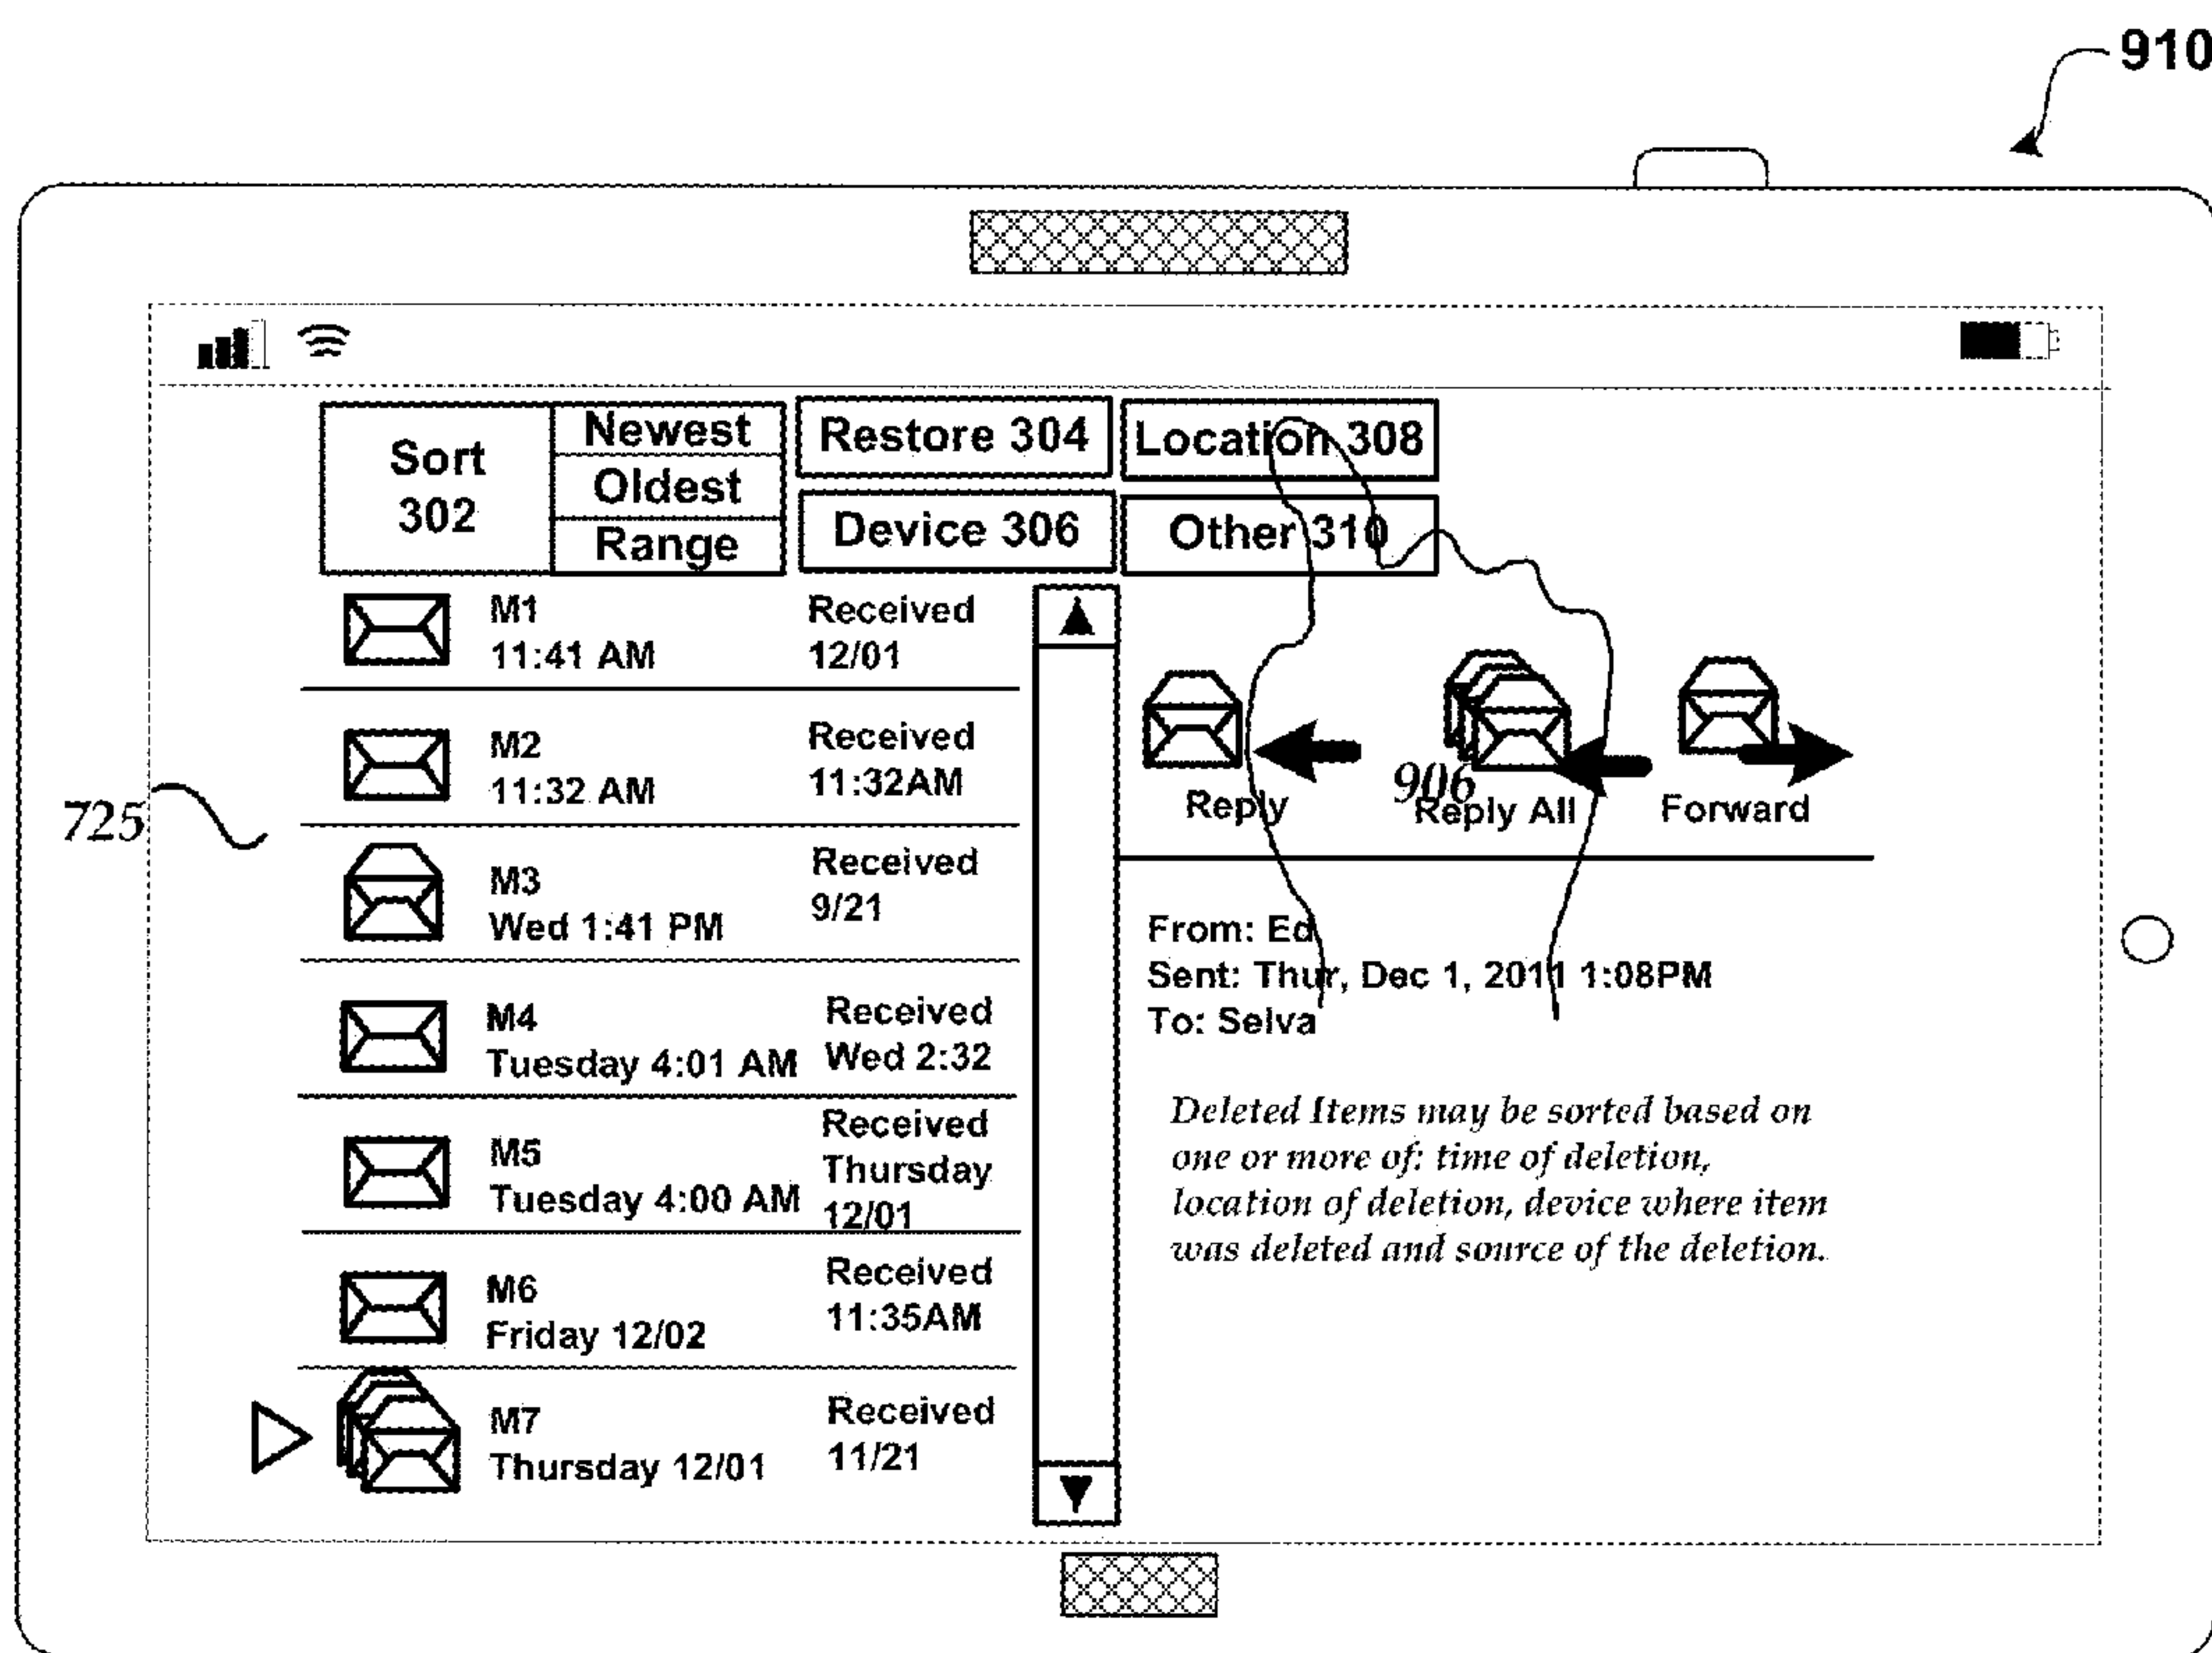 910
Sort
302
Newest
Oldest
Range
Restore 304
Device 306
Location 308
Other 310
M1
11:41 AM
Received
12/01
M2
11:32 AM
Received
11:32AM
M3
Wed 1:41 PM
Received
9/21
M4
Tuesday 4:01 AM
Received
Wed 2:32
M5
Tuesday 4:00 AM
Received
Thursday
12/01
M6
Friday 12/02
Received
11:35AM
M7
Thursday 12/01
Received
11/21
725
906
Reply
Reply All
Forward
From: Ed
Sent: Thur, Dec 1, 2011 1:08PM
To: Selva
Deleted Items may be sorted based on
one or more of: time of deletion,
location of deletion, device where item
was deleted and source of the deletion.